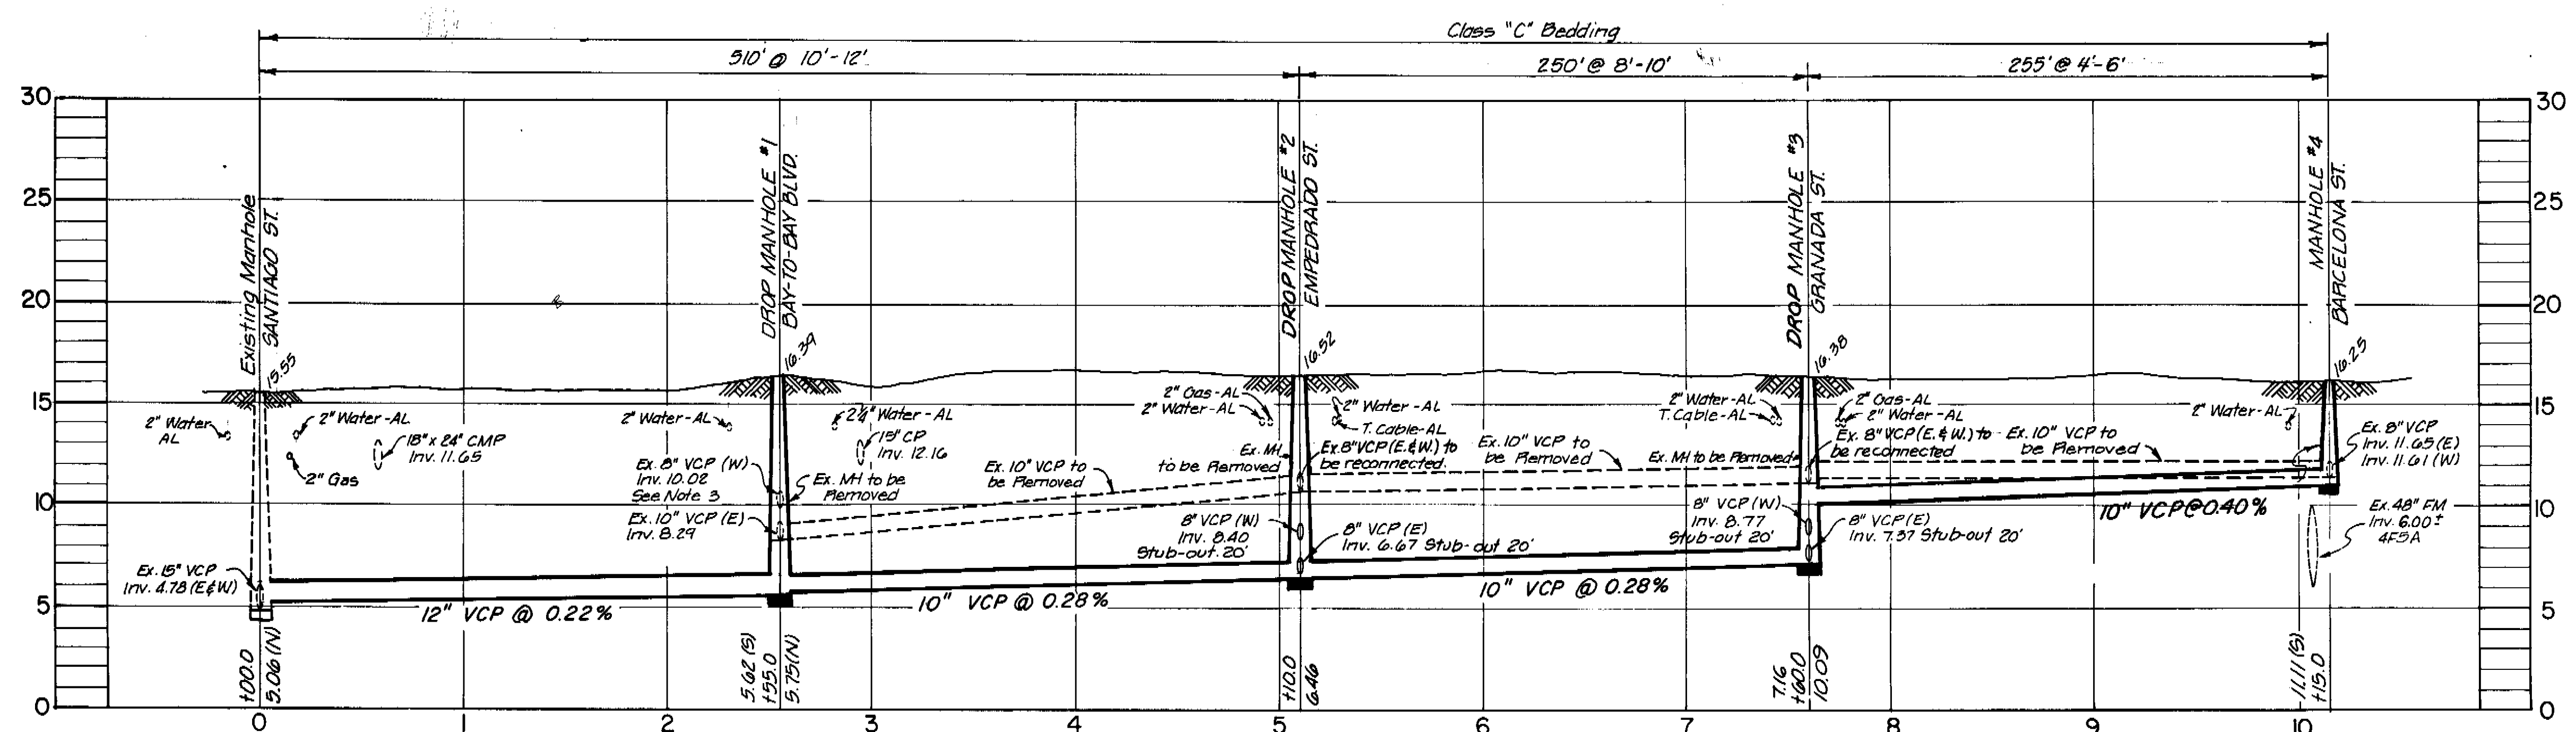 Class "C" Bedding
510' @ 10'-12'
250' @ 8'-10'
255' @ 4'-6'
30
30
25
25
20
20
15
15
10
10
5
5
0
0
Existing Manhole
SANTIAGO ST.
15.55
DROP MANHOLE #1
BAY-TO-BAY BLVD.
16.39
DROP MANHOLE #2
EMPEDRADO ST.
16.52
DROP MANHOLE #3
GRANADA ST.
16.38
MANHOLE #4
BARCELONA ST.
16.25
2" Water
AL
2" Water-AL
2" Gas
18" x 24" CMP
Inv. 11.65
2" Water-AL
2¼" Water-AL
15" CP
Inv. 12.16
Ex. 8" VCP (W)
Inv. 10.02
See Note 3
Ex. 10" VCP (E)
Inv. 8.29
Ex. MH to be
Removed
Ex. 10" VCP to
be Removed
2" Gas-AL
2" Water-AL
Ex. MH
to be Removed
2" Water-AL
T. Cable-AL
Ex. 8" VCP (E.& W.) to
be reconnected.
Ex. 10" VCP to
be Removed
8" VCP (W)
Inv. 8.40
Stub-out 20'
8" VCP (E)
Inv. 6.67 Stub-out 20'
2" Water-AL
T. Cable-AL
Ex. MH to be Removed
2" Gas-AL
2" Water-AL
Ex. 8" VCP (E.& W.) to
be reconnected
Ex. 10" VCP to
be Removed
8" VCP (W)
Inv. 8.77
Stub-out 20'
8" VCP (E)
Inv. 7.37 Stub-out 20'
2" Water-AL
Ex. 8" VCP
Inv. 11.65 (E)
Inv. 11.61 (W)
Ex. 48" FM
Inv. 6.00±
4F5A
Ex. 15" VCP
Inv. 4.78 (E&W)
12" VCP @ 0.22%
10" VCP @ 0.28%
10" VCP @ 0.28%
10" VCP @ 0.40%
+00.0
5.06 (N)
5.62 (S)
+55.0
5.75 (N)
+10.0
6.46
7.16
+60.0
10.09
11.11 (S)
+15.0
0 1 2 3 4 5 6 7 8 9 10